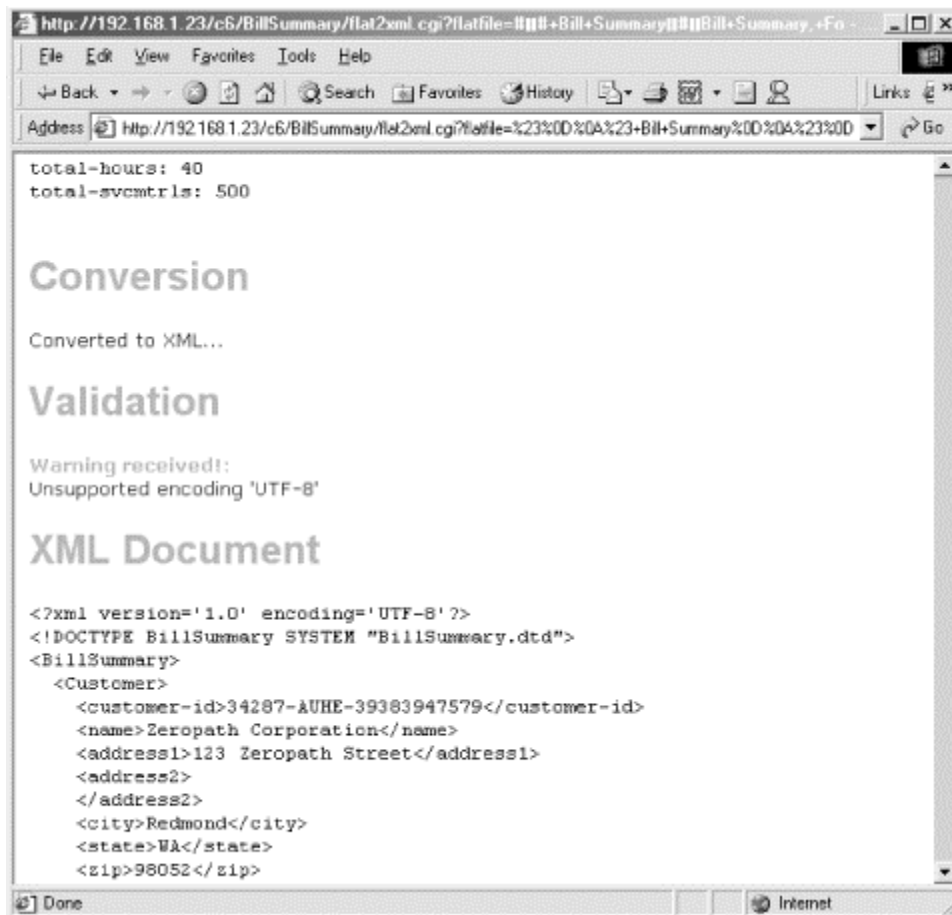 http://192.168.1.23/c6/BillSummary/flat2xml.cgi?flatfile=#▯▯#+Bill+Summary▯▯#▯▯Bill+Summary,+Fo -
File Edit View Favorites Tools Help
Back Search Favorites History Links »
Address http://192.168.1.23/c6/BillSummary/flat2xml.cgi?flatfile=%23%0D%0A%23+Bill+Summary%0D%0A%23%0D Go
total-hours: 40
total-svcmtrls: 500
Conversion
Converted to XML...
Validation
Warning received!:
Unsupported encoding 'UTF-8'
XML Document
<?xml version='1.0' encoding='UTF-8'?>
<!DOCTYPE BillSummary SYSTEM "BillSummary.dtd">
<BillSummary>
<Customer>
<customer-id>34287-AUHE-39383947579</customer-id>
<name>Zeropath Corporation</name>
<address1>123 Zeropath Street</address1>
<address2>
</address2>
<city>Redmond</city>
<state>WA</state>
<zip>98052</zip>
Done Internet